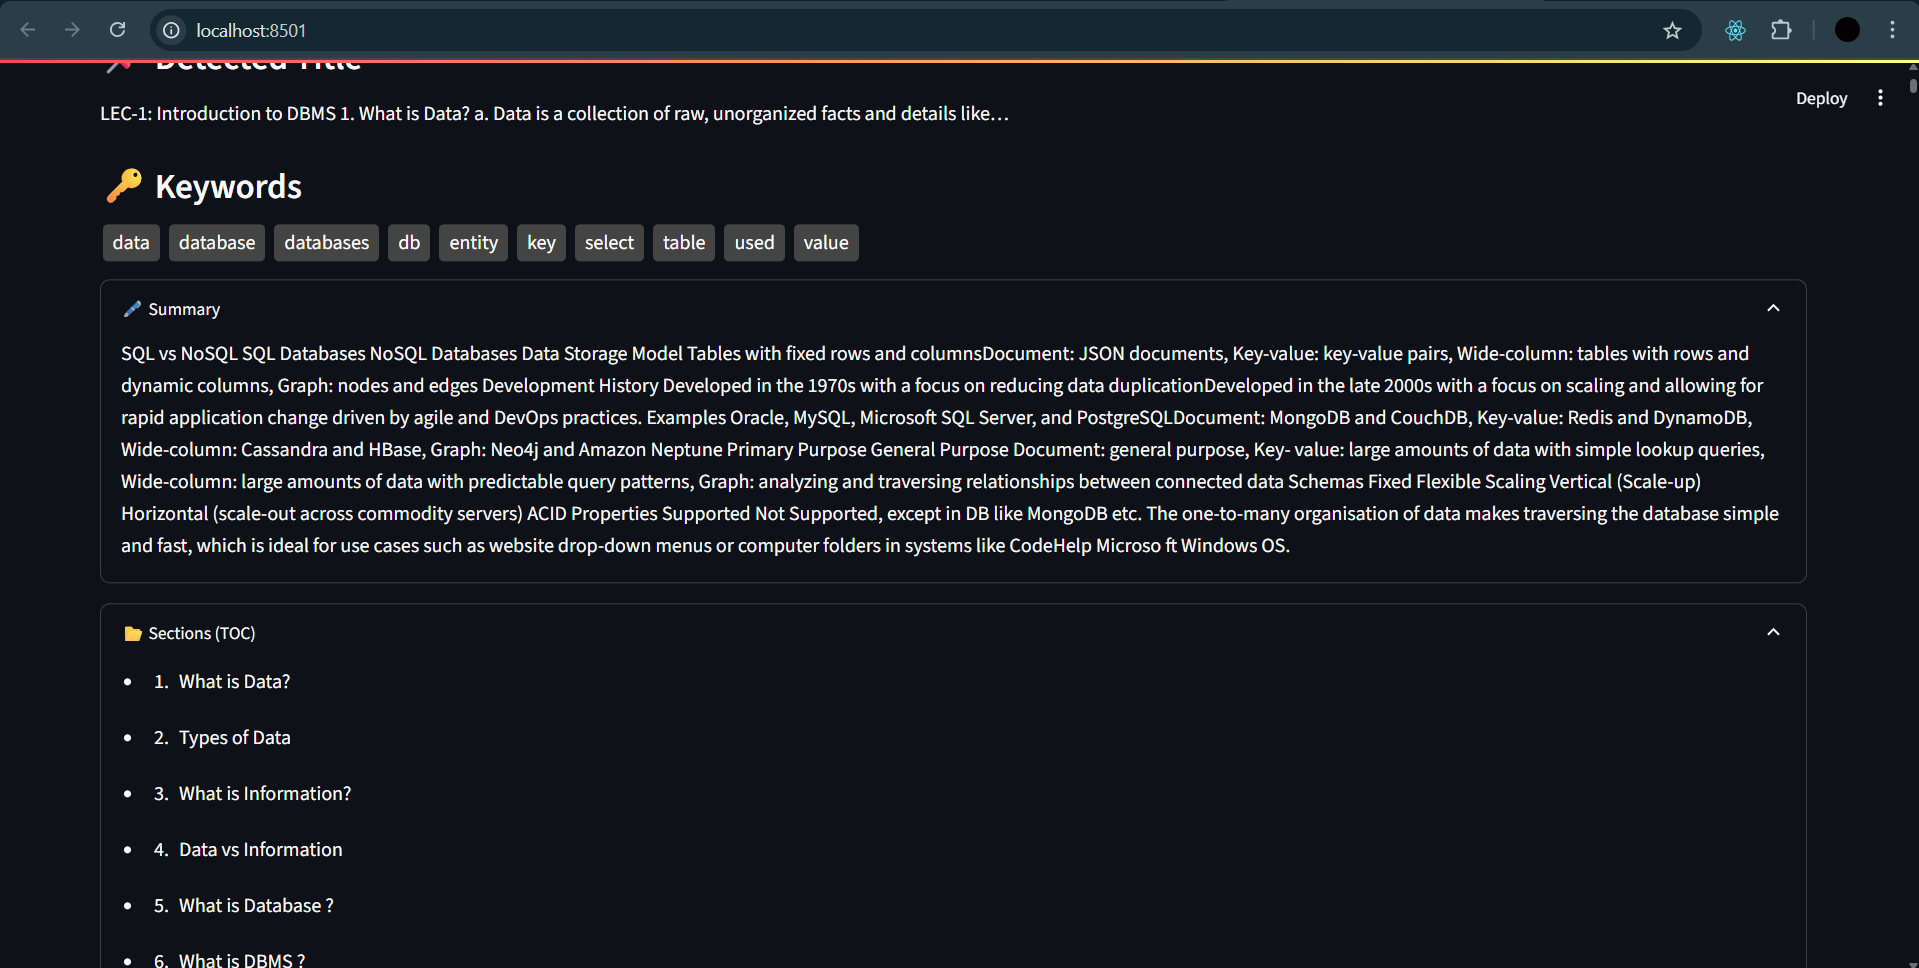 localhost:8501
Detected Title
Deploy
LEC-1: Introduction to DBMS 1. What is Data? a. Data is a collection of raw, unorganized facts and details like…
Keywords
data database databases db entity key select table used value
Summary
SQL vs NoSQL SQL Databases NoSQL Databases Data Storage Model Tables with fixed rows and columnsDocument: JSON documents, Key-value: key-value pairs, Wide-column: tables with rows and
dynamic columns, Graph: nodes and edges Development History Developed in the 1970s with a focus on reducing data duplicationDeveloped in the late 2000s with a focus on scaling and allowing for
rapid application change driven by agile and DevOps practices. Examples Oracle, MySQL, Microsoft SQL Server, and PostgreSQLDocument: MongoDB and CouchDB, Key-value: Redis and DynamoDB,
Wide-column: Cassandra and HBase, Graph: Neo4j and Amazon Neptune Primary Purpose General Purpose Document: general purpose, Key- value: large amounts of data with simple lookup queries,
Wide-column: large amounts of data with predictable query patterns, Graph: analyzing and traversing relationships between connected data Schemas Fixed Flexible Scaling Vertical (Scale-up)
Horizontal (scale-out across commodity servers) ACID Properties Supported Not Supported, except in DB like MongoDB etc. The one-to-many organisation of data makes traversing the database simple
and fast, which is ideal for use cases such as website drop-down menus or computer folders in systems like CodeHelp Microso ft Windows OS.
Sections (TOC)
1. What is Data?
2. Types of Data
3. What is Information?
4. Data vs Information
5. What is Database ?
6. What is DBMS ?